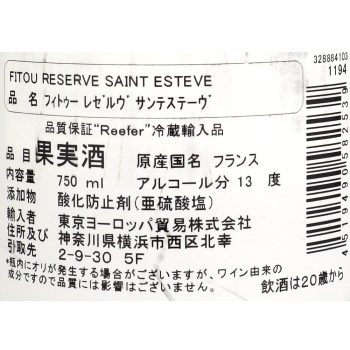 328884103
1194
FITOU RESERVE SAINT ESTEVE
品 名 フィトゥー レゼルヴ サンテステーヴ
品質保証"Reefer"冷蔵輸入品
品目 果実酒 原産国名 フランス
内容量 750 ml アルコール分 13 度
添加物 酸化防止剤(亜硫酸塩)
輸入者 東京ヨーロッパ貿易株式会社
住所及び 神奈川県横浜市西区北幸
引取先 2-9-30 5F
*瓶内にオリが発生する場合がございますが、ワイン由来の
成分ですので品質には影響はございません。
飲酒は20歳から
4519494582539